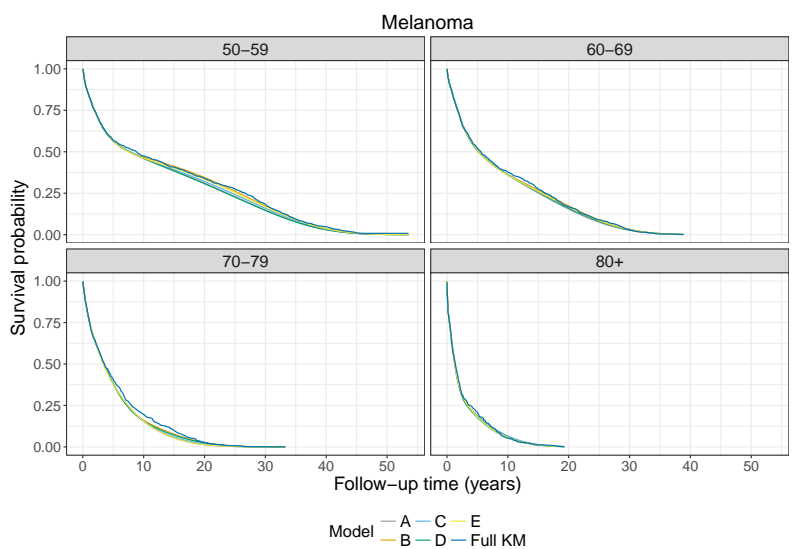 Melanoma
50−59
60−69
1.00
0.75
0.50
0.25
0.00
70−79
80+
1.00
0.75
0.50
0.25
0.00
0 10 20 30 40 50 0 10 20 30 40 50
Survival probability
Follow−up time (years)
Model A C E
B D Full KM